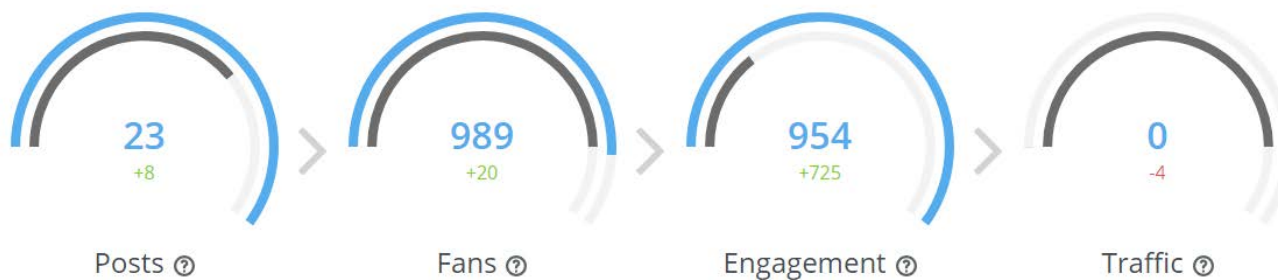 23 989 954 0
+8 +20 +725 -4
Posts ? Fans ? Engagement ? Traffic ?